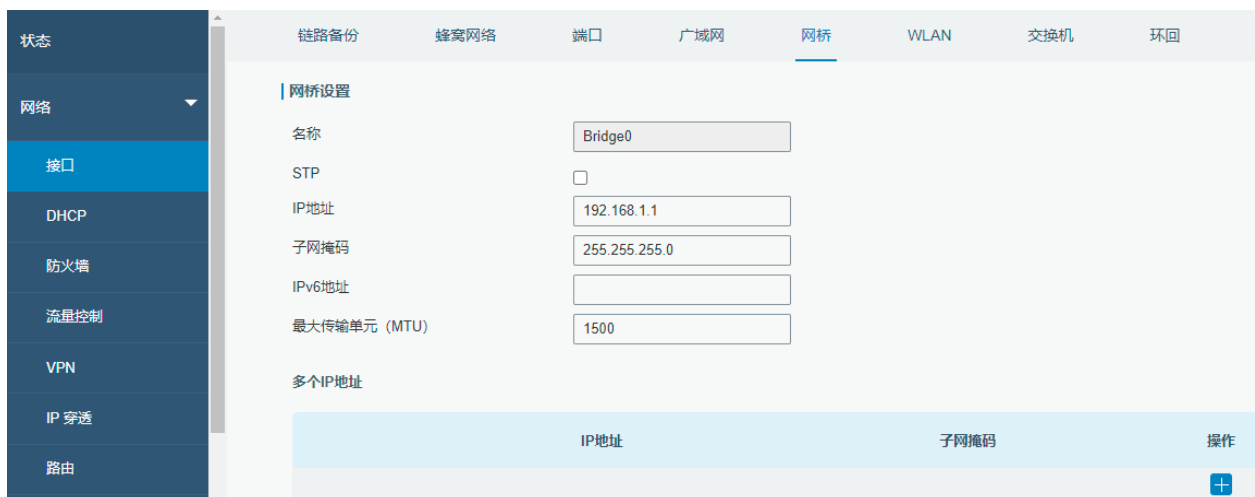 状态
网络
接口
DHCP
防火墙
流量控制
VPN
IP 穿透
路由
链路备份 蜂窝网络 端口 广域网 网桥 WLAN 交换机 环回
网桥设置
名称 Bridge0
STP
IP地址 192.168.1.1
子网掩码 255.255.255.0
IPv6地址
最大传输单元（MTU） 1500
多个IP地址
IP地址 子网掩码 操作